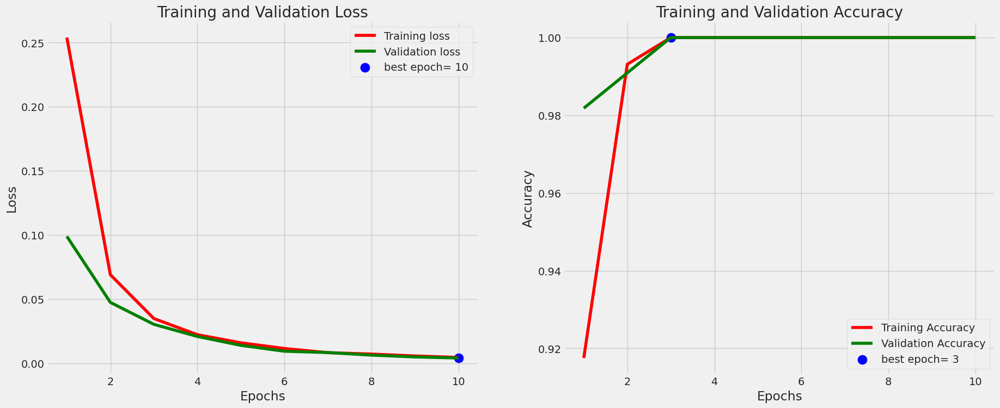 Training and Validation Loss
Training loss
Validation loss
best epoch= 10
0.25
0.20
0.15
0.10
0.05
0.00
Loss
2 4 6 8 10
Epochs
Training and Validation Accuracy
1.00
0.98
0.96
0.94
0.92
Accuracy
Training Accuracy
Validation Accuracy
best epoch= 3
2 4 6 8 10
Epochs